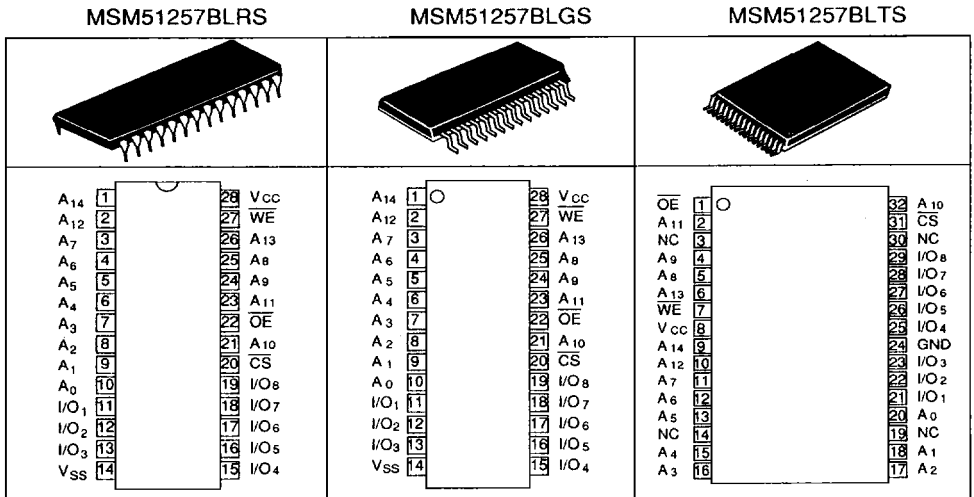 MSM51257BLRS MSM51257BLGS MSM51257BLTS
A14 1 28 VCC
A12 2 27 WE
A7 3 26 A13
A6 4 25 A8
A5 5 24 A9
A4 6 23 A11
A3 7 22 OE
A2 8 21 A10
A1 9 20 CS
A0 10 19 I/O8
I/O1 11 18 I/O7
I/O2 12 17 I/O6
I/O3 13 16 I/O5
VSS 14 15 I/O4
A14 1 28 VCC
A12 2 27 WE
A7 3 26 A13
A6 4 25 A8
A5 5 24 A9
A4 6 23 A11
A3 7 22 OE
A2 8 21 A10
A1 9 20 CS
A0 10 19 I/O8
I/O1 11 18 I/O7
I/O2 12 17 I/O6
I/O3 13 16 I/O5
VSS 14 15 I/O4
OE 1 32 A10
A11 2 31 CS
NC 3 30 NC
A9 4 29 I/O8
A8 5 28 I/O7
A13 6 27 I/O6
WE 7 26 I/O5
VCC 8 25 I/O4
A14 9 24 GND
A12 10 23 I/O3
A7 11 22 I/O2
A6 12 21 I/O1
A5 13 20 A0
NC 14 19 NC
A4 15 18 A1
A3 16 17 A2